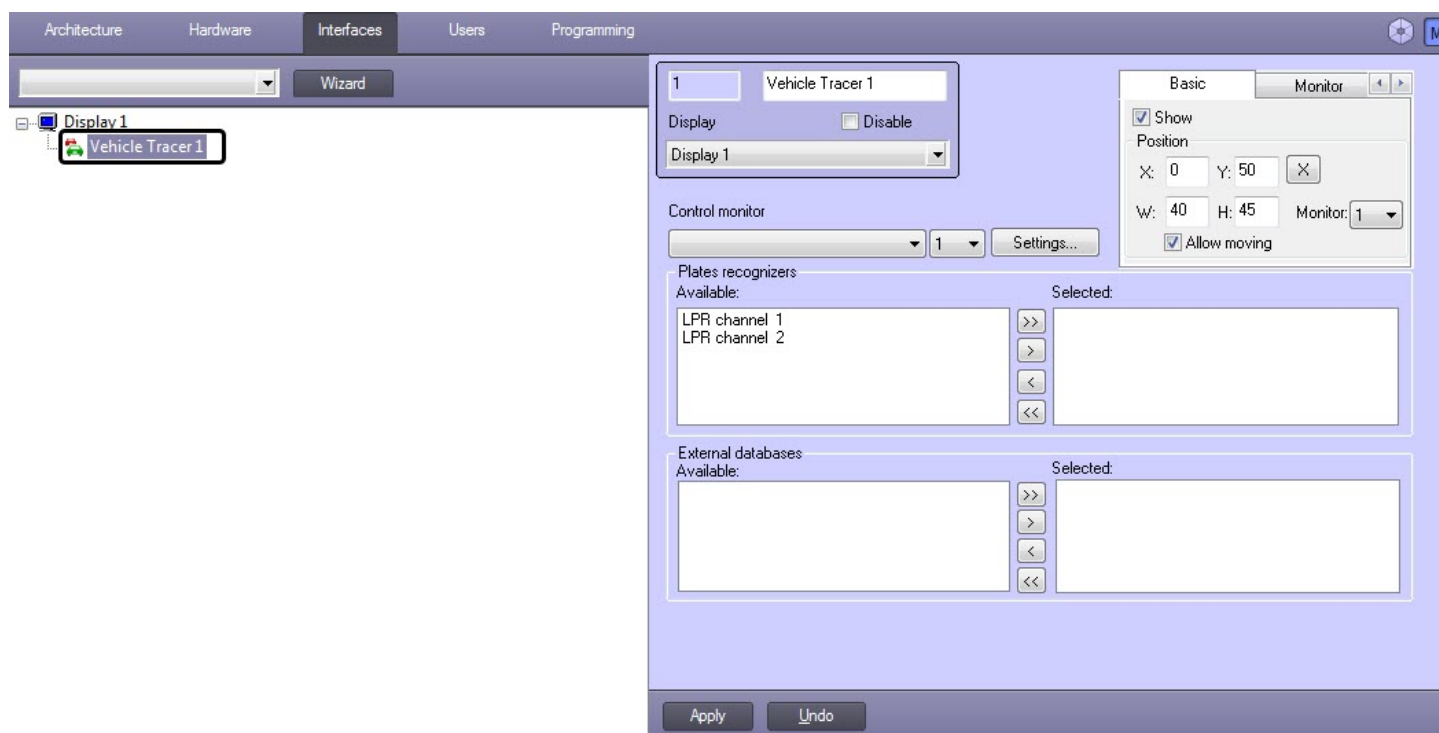 Architecture Hardware Interfaces Users Programming M
Wizard
Display 1
Vehicle Tracer 1
1 Vehicle Tracer 1
Display Disable
Display 1
Basic Monitor
Show
Position
X: 0 Y: 50 X
W: 40 H: 45 Monitor: 1
Allow moving
Control monitor
1 Settings...
Plates recognizers
Available: Selected:
LPR channel 1
LPR channel 2
>>
>
<
<<
External databases
Available: Selected:
>>
>
<
<<
Apply Undo